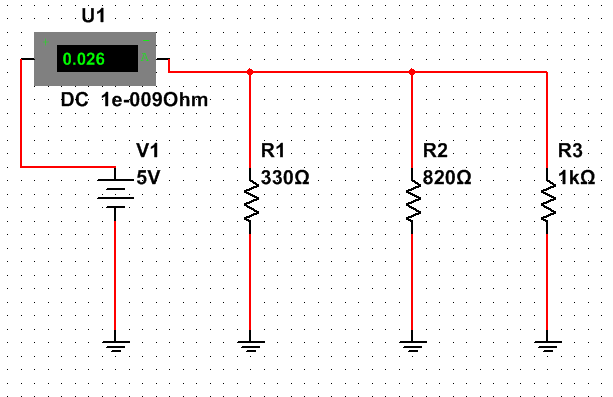 U1
+ -
0.026 A
DC 1e-009Ohm
V1
5V
R1
330Ω
R2
820Ω
R3
1kΩ